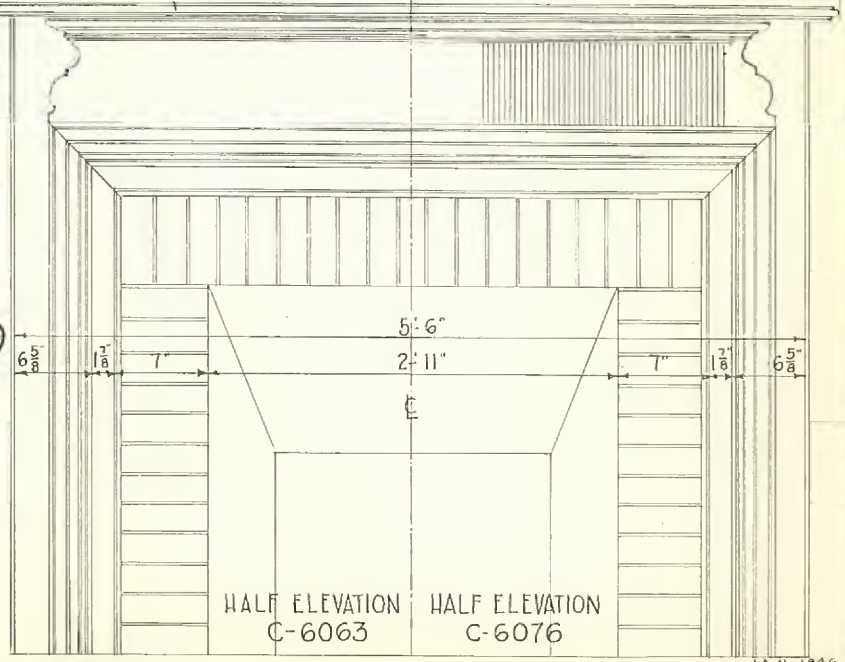 5'-6"
6 5/8" 1 7/8" 7" 2'-11" 7" 1 7/8" 6 5/8"
℄
HALF ELEVATION HALF ELEVATION
C-6063 C-6076